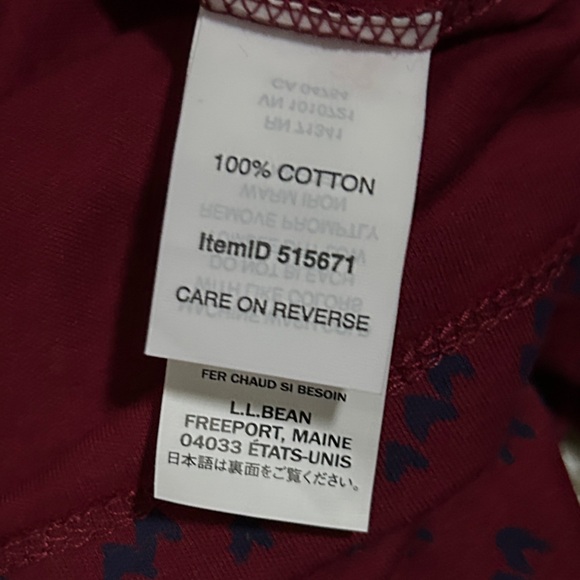 100% COTTON
ItemID 515671
CARE ON REVERSE
FER CHAUD SI BESOIN
L.L.BEAN
FREEPORT, MAINE
04033 ÉTATS-UNIS
日本語は裏面をご覧ください。